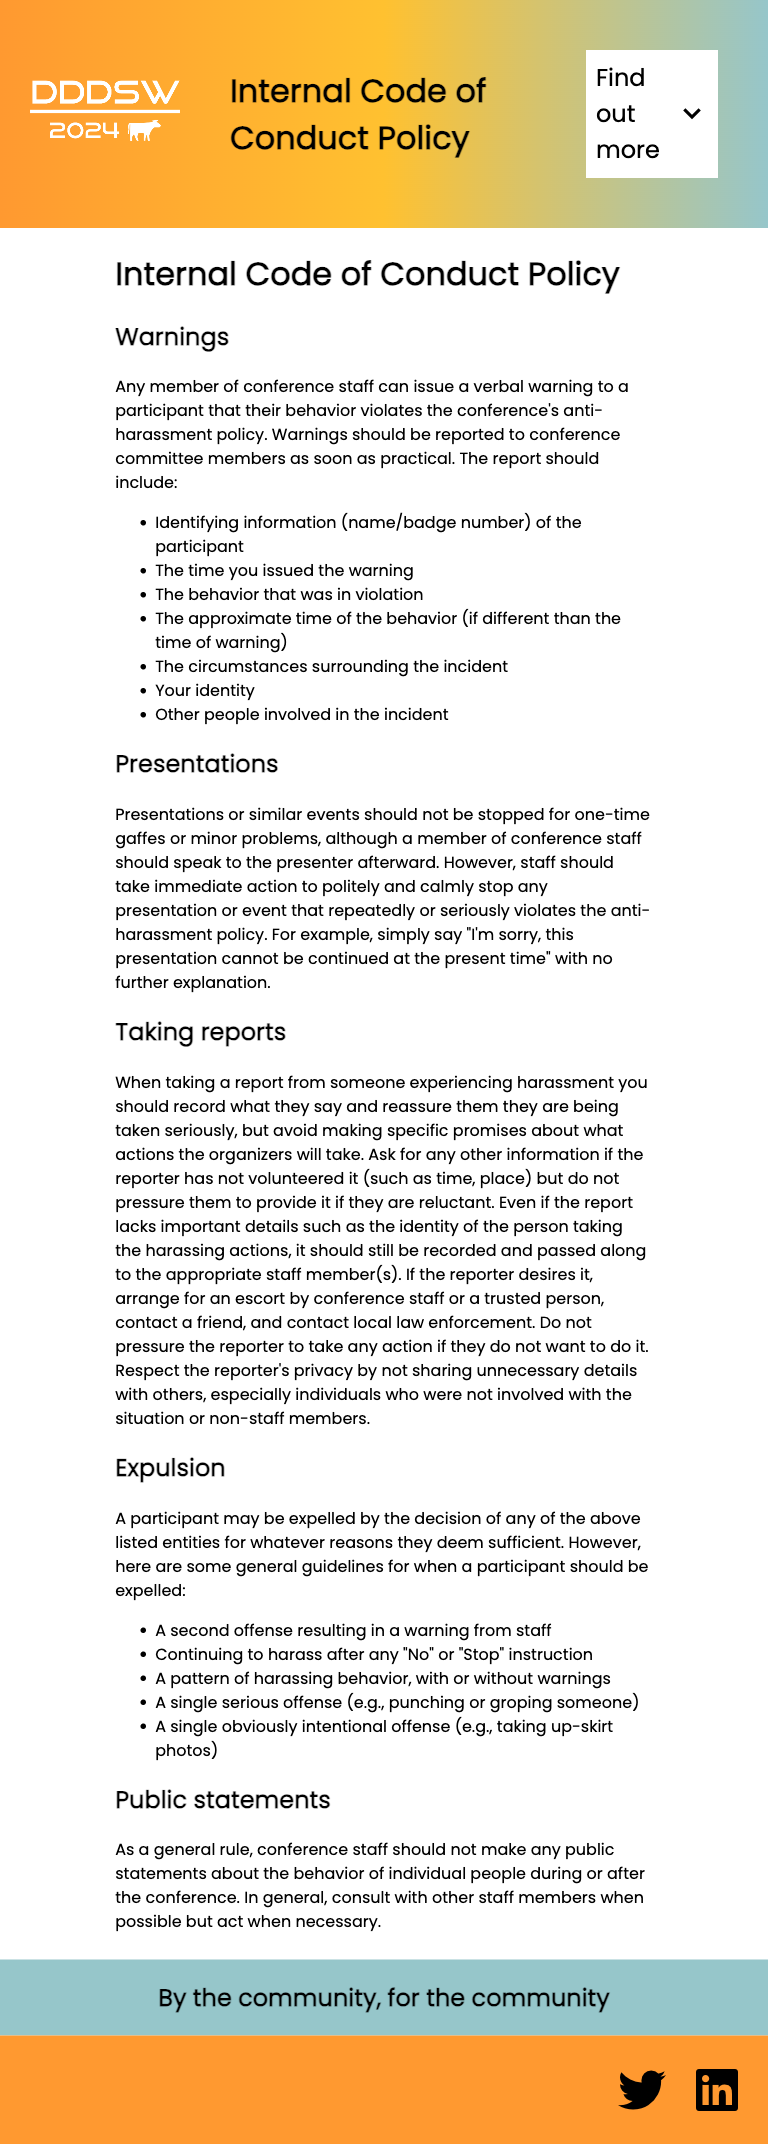 DDDSW
2024
Internal Code of
Conduct Policy
Find
out
more
Internal Code of Conduct Policy
Warnings
Any member of conference staff can issue a verbal warning to a
participant that their behavior violates the conference's anti-
harassment policy. Warnings should be reported to conference
committee members as soon as practical. The report should
include:
• Identifying information (name/badge number) of the
participant
• The time you issued the warning
• The behavior that was in violation
• The approximate time of the behavior (if different than the
time of warning)
• The circumstances surrounding the incident
• Your identity
• Other people involved in the incident
Presentations
Presentations or similar events should not be stopped for one-time
gaffes or minor problems, although a member of conference staff
should speak to the presenter afterward. However, staff should
take immediate action to politely and calmly stop any
presentation or event that repeatedly or seriously violates the anti-
harassment policy. For example, simply say "I'm sorry, this
presentation cannot be continued at the present time" with no
further explanation.
Taking reports
When taking a report from someone experiencing harassment you
should record what they say and reassure them they are being
taken seriously, but avoid making specific promises about what
actions the organizers will take. Ask for any other information if the
reporter has not volunteered it (such as time, place) but do not
pressure them to provide it if they are reluctant. Even if the report
lacks important details such as the identity of the person taking
the harassing actions, it should still be recorded and passed along
to the appropriate staff member(s). If the reporter desires it,
arrange for an escort by conference staff or a trusted person,
contact a friend, and contact local law enforcement. Do not
pressure the reporter to take any action if they do not want to do it.
Respect the reporter's privacy by not sharing unnecessary details
with others, especially individuals who were not involved with the
situation or non-staff members.
Expulsion
A participant may be expelled by the decision of any of the above
listed entities for whatever reasons they deem sufficient. However,
here are some general guidelines for when a participant should be
expelled:
• A second offense resulting in a warning from staff
• Continuing to harass after any "No" or "Stop" instruction
• A pattern of harassing behavior, with or without warnings
• A single serious offense (e.g., punching or groping someone)
• A single obviously intentional offense (e.g., taking up-skirt
photos)
Public statements
As a general rule, conference staff should not make any public
statements about the behavior of individual people during or after
the conference. In general, consult with other staff members when
possible but act when necessary.
By the community, for the community
in